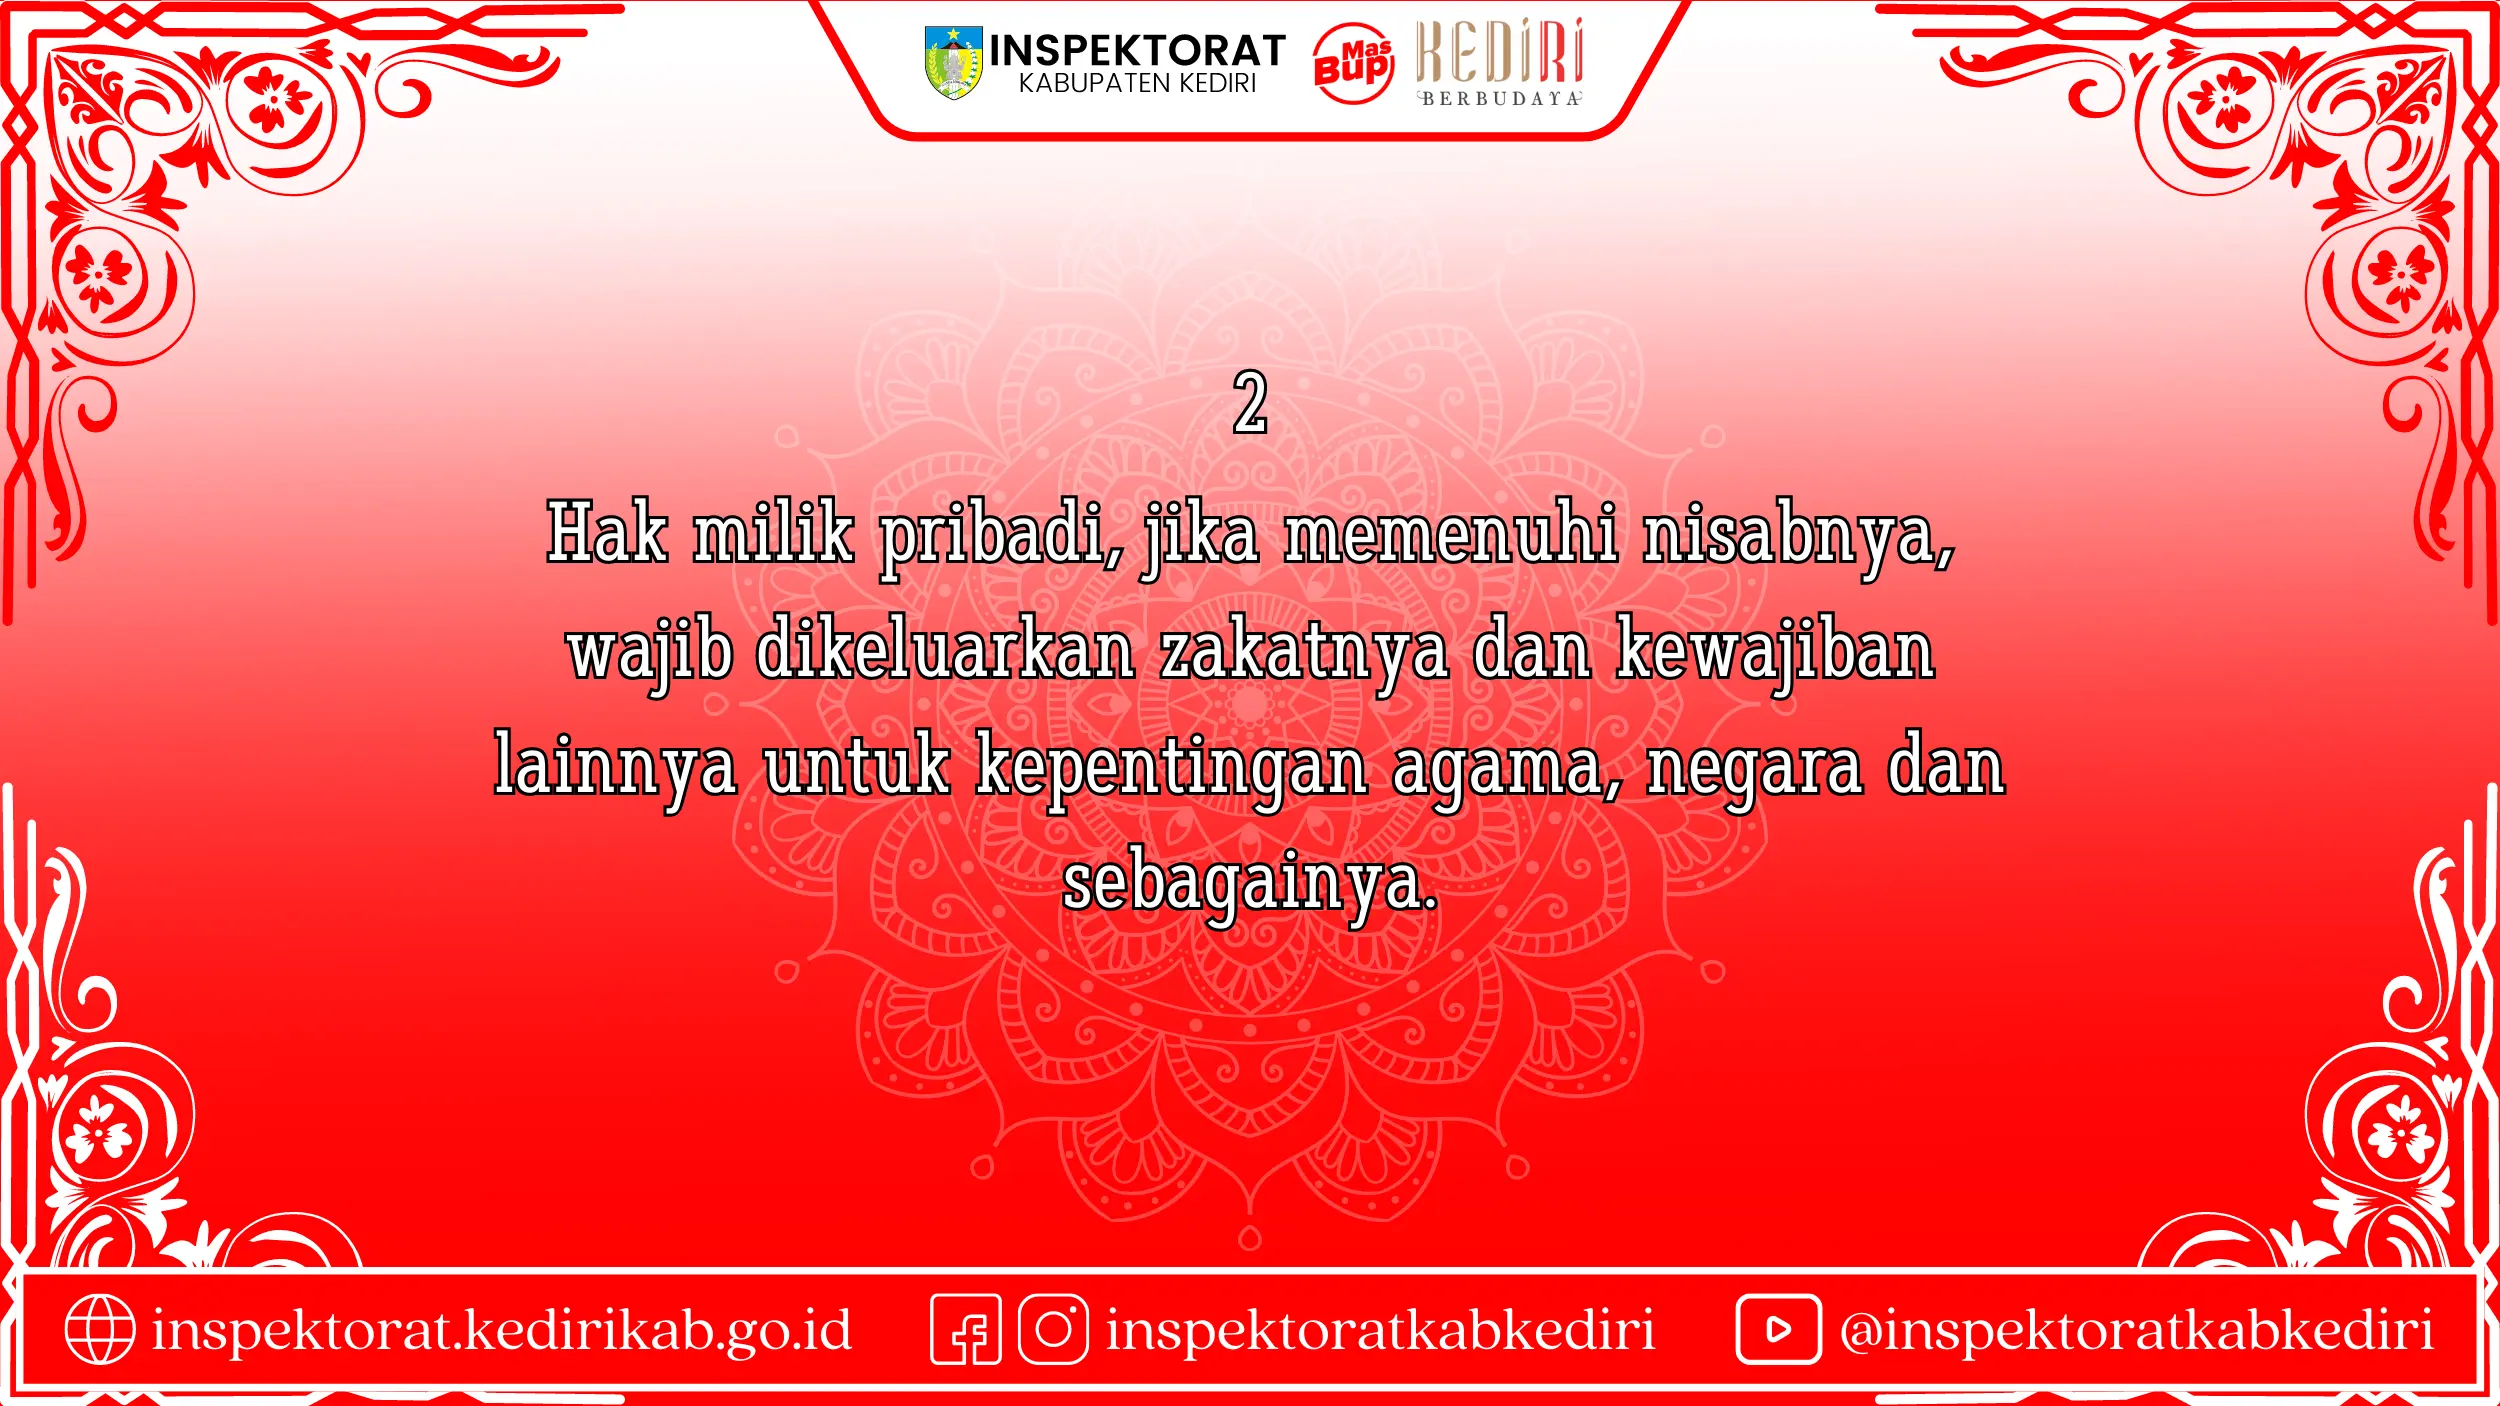 INSPEKTORAT
KABUPATEN KEDIRI
Mas
Bup
KEDIRI
BERBUDAYA
2
Hak milik pribadi, jika memenuhi nisabnya,
wajib dikeluarkan zakatnya dan kewajiban
lainnya untuk kepentingan agama, negara dan
sebagainya.
inspektorat.kedirikab.go.id
inspektoratkabkediri
@inspektoratkabkediri